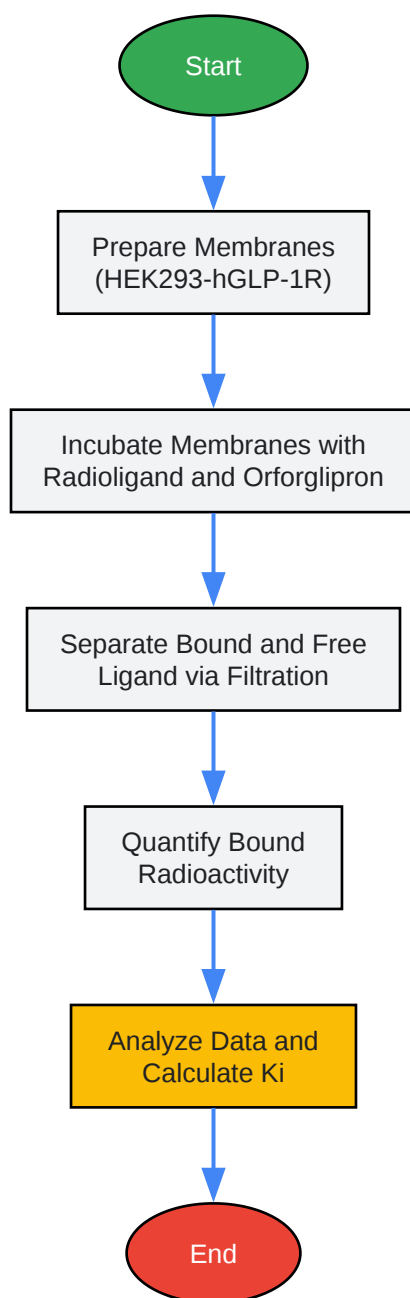 Start
Prepare Membranes
(HEK293-hGLP-1R)
Incubate Membranes with
Radioligand and Orforglipron
Separate Bound and Free
Ligand via Filtration
Quantify Bound
Radioactivity
Analyze Data and
Calculate Ki
End